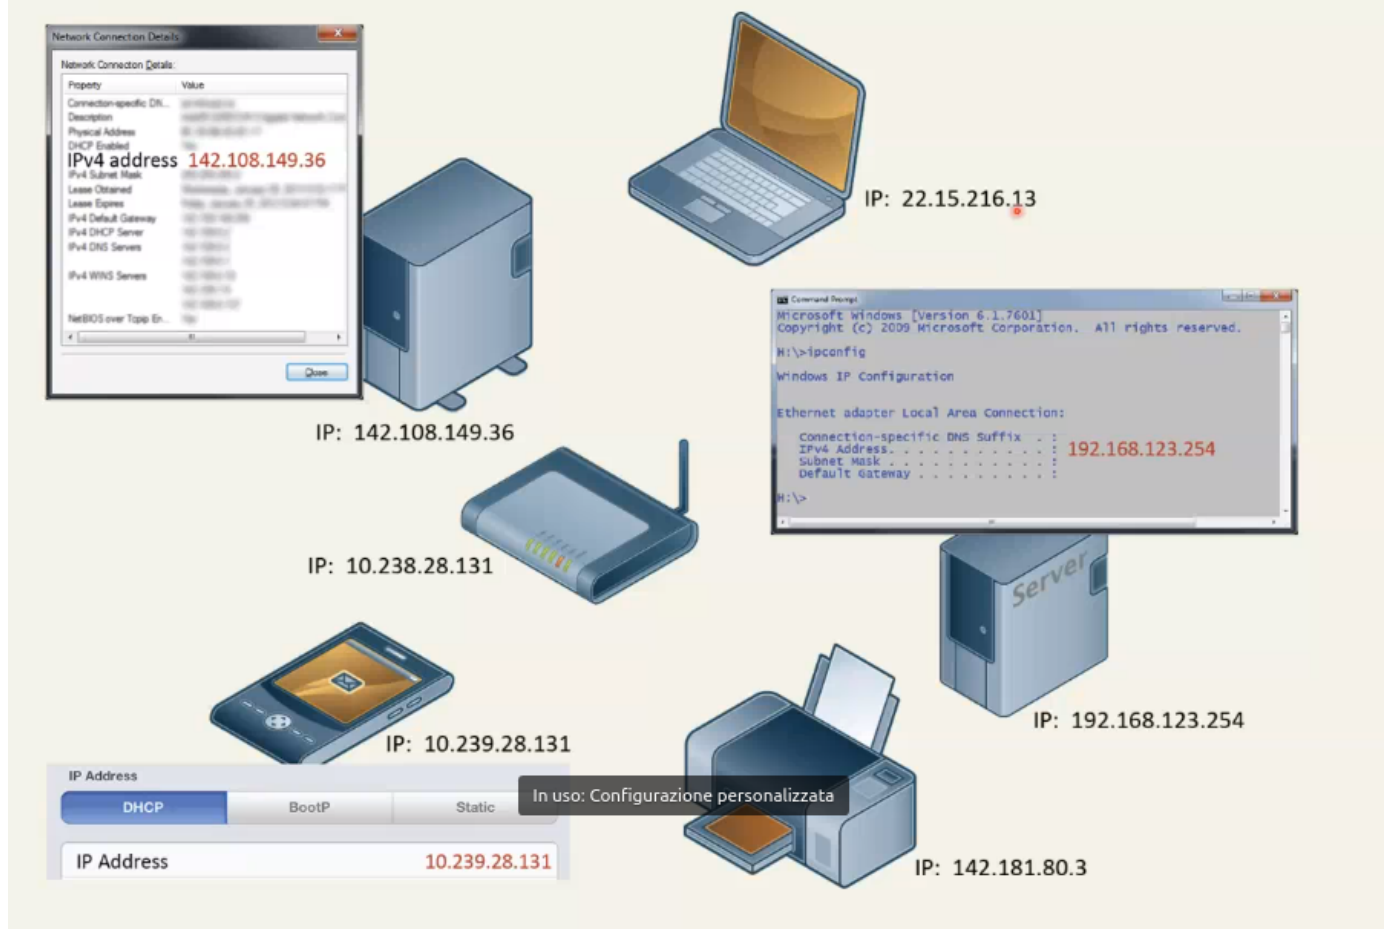 Network Connection Details
X
Network Connection Details:
Property Value
Connection-specific DN...
Description
Physical Address
DHCP Enabled
IPv4 address 142.108.149.36
IPv4 Subnet Mask
Lease Obtained
Lease Expires
IPv4 Default Gateway
IPv4 DHCP Server
IPv4 DNS Servers
IPv4 WINS Servers
NetBIOS over Tcpip En...
Close
IP: 142.108.149.36
IP: 22.15.216.13
Command Prompt
Microsoft Windows [Version 6.1.7601]
Copyright (c) 2009 Microsoft Corporation. All rights reserved.
H:\>ipconfig
Windows IP Configuration
Ethernet adapter Local Area Connection:
Connection-specific DNS Suffix . :
IPv4 Address. . . . . . . . . . . : 192.168.123.254
Subnet Mask . . . . . . . . . . . :
Default Gateway . . . . . . . . . :
H:\>
IP: 10.238.28.131
Server
IP: 192.168.123.254
IP: 10.239.28.131
IP Address
DHCP BootP Static
IP Address 10.239.28.131
In uso: Configurazione personalizzata
IP: 142.181.80.3